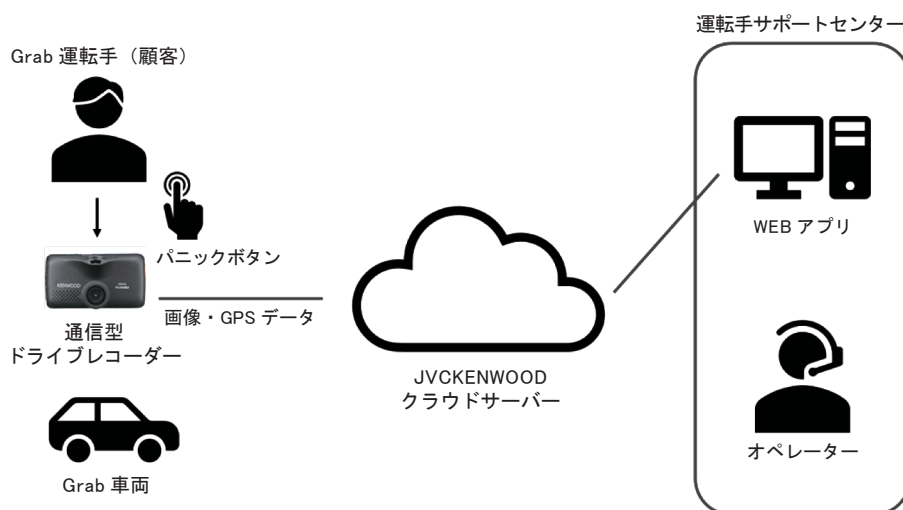 運転手サポートセンター
Grab 運転手（顧客）
パニックボタン
WEB アプリ
KENWOOD
画像・GPS データ
通信型
ドライブレコーダー
JVCKENWOOD
クラウドサーバー
オペレーター
Grab 車両